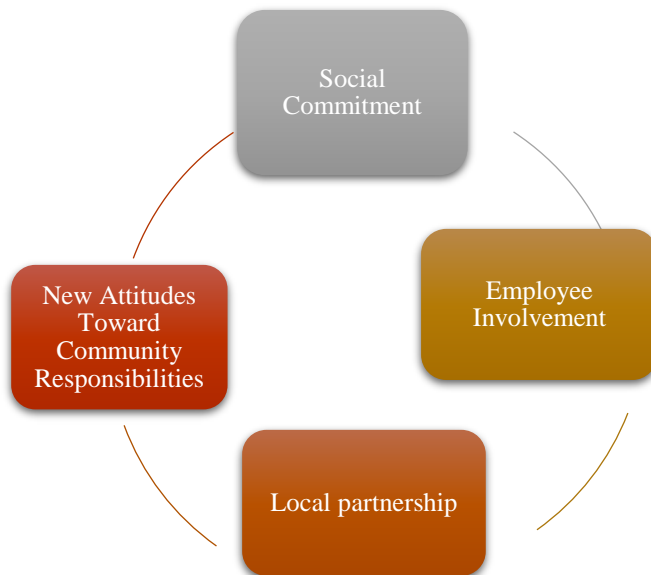 Social
Commitment
Employee
Involvement
Local partnership
New Attitudes
Toward
Community
Responsibilities